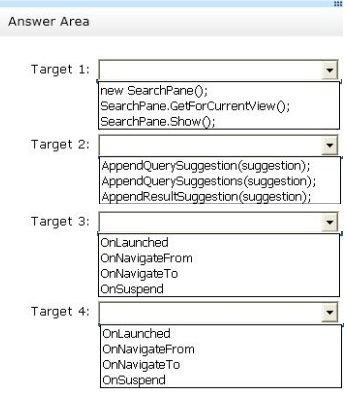 Answer Area
Target 1:
new SearchPane();
SearchPane.GetForCurrentView();
SearchPane.Show();
Target 2:
AppendQuerySuggestion(suggestion);
AppendQuerySuggestions(suggestion);
AppendResultSuggestion(suggestion);
Target 3:
OnLaunched
OnNavigateFrom
OnNavigateTo
OnSuspend
Target 4:
OnLaunched
OnNavigateFrom
OnNavigateTo
OnSuspend